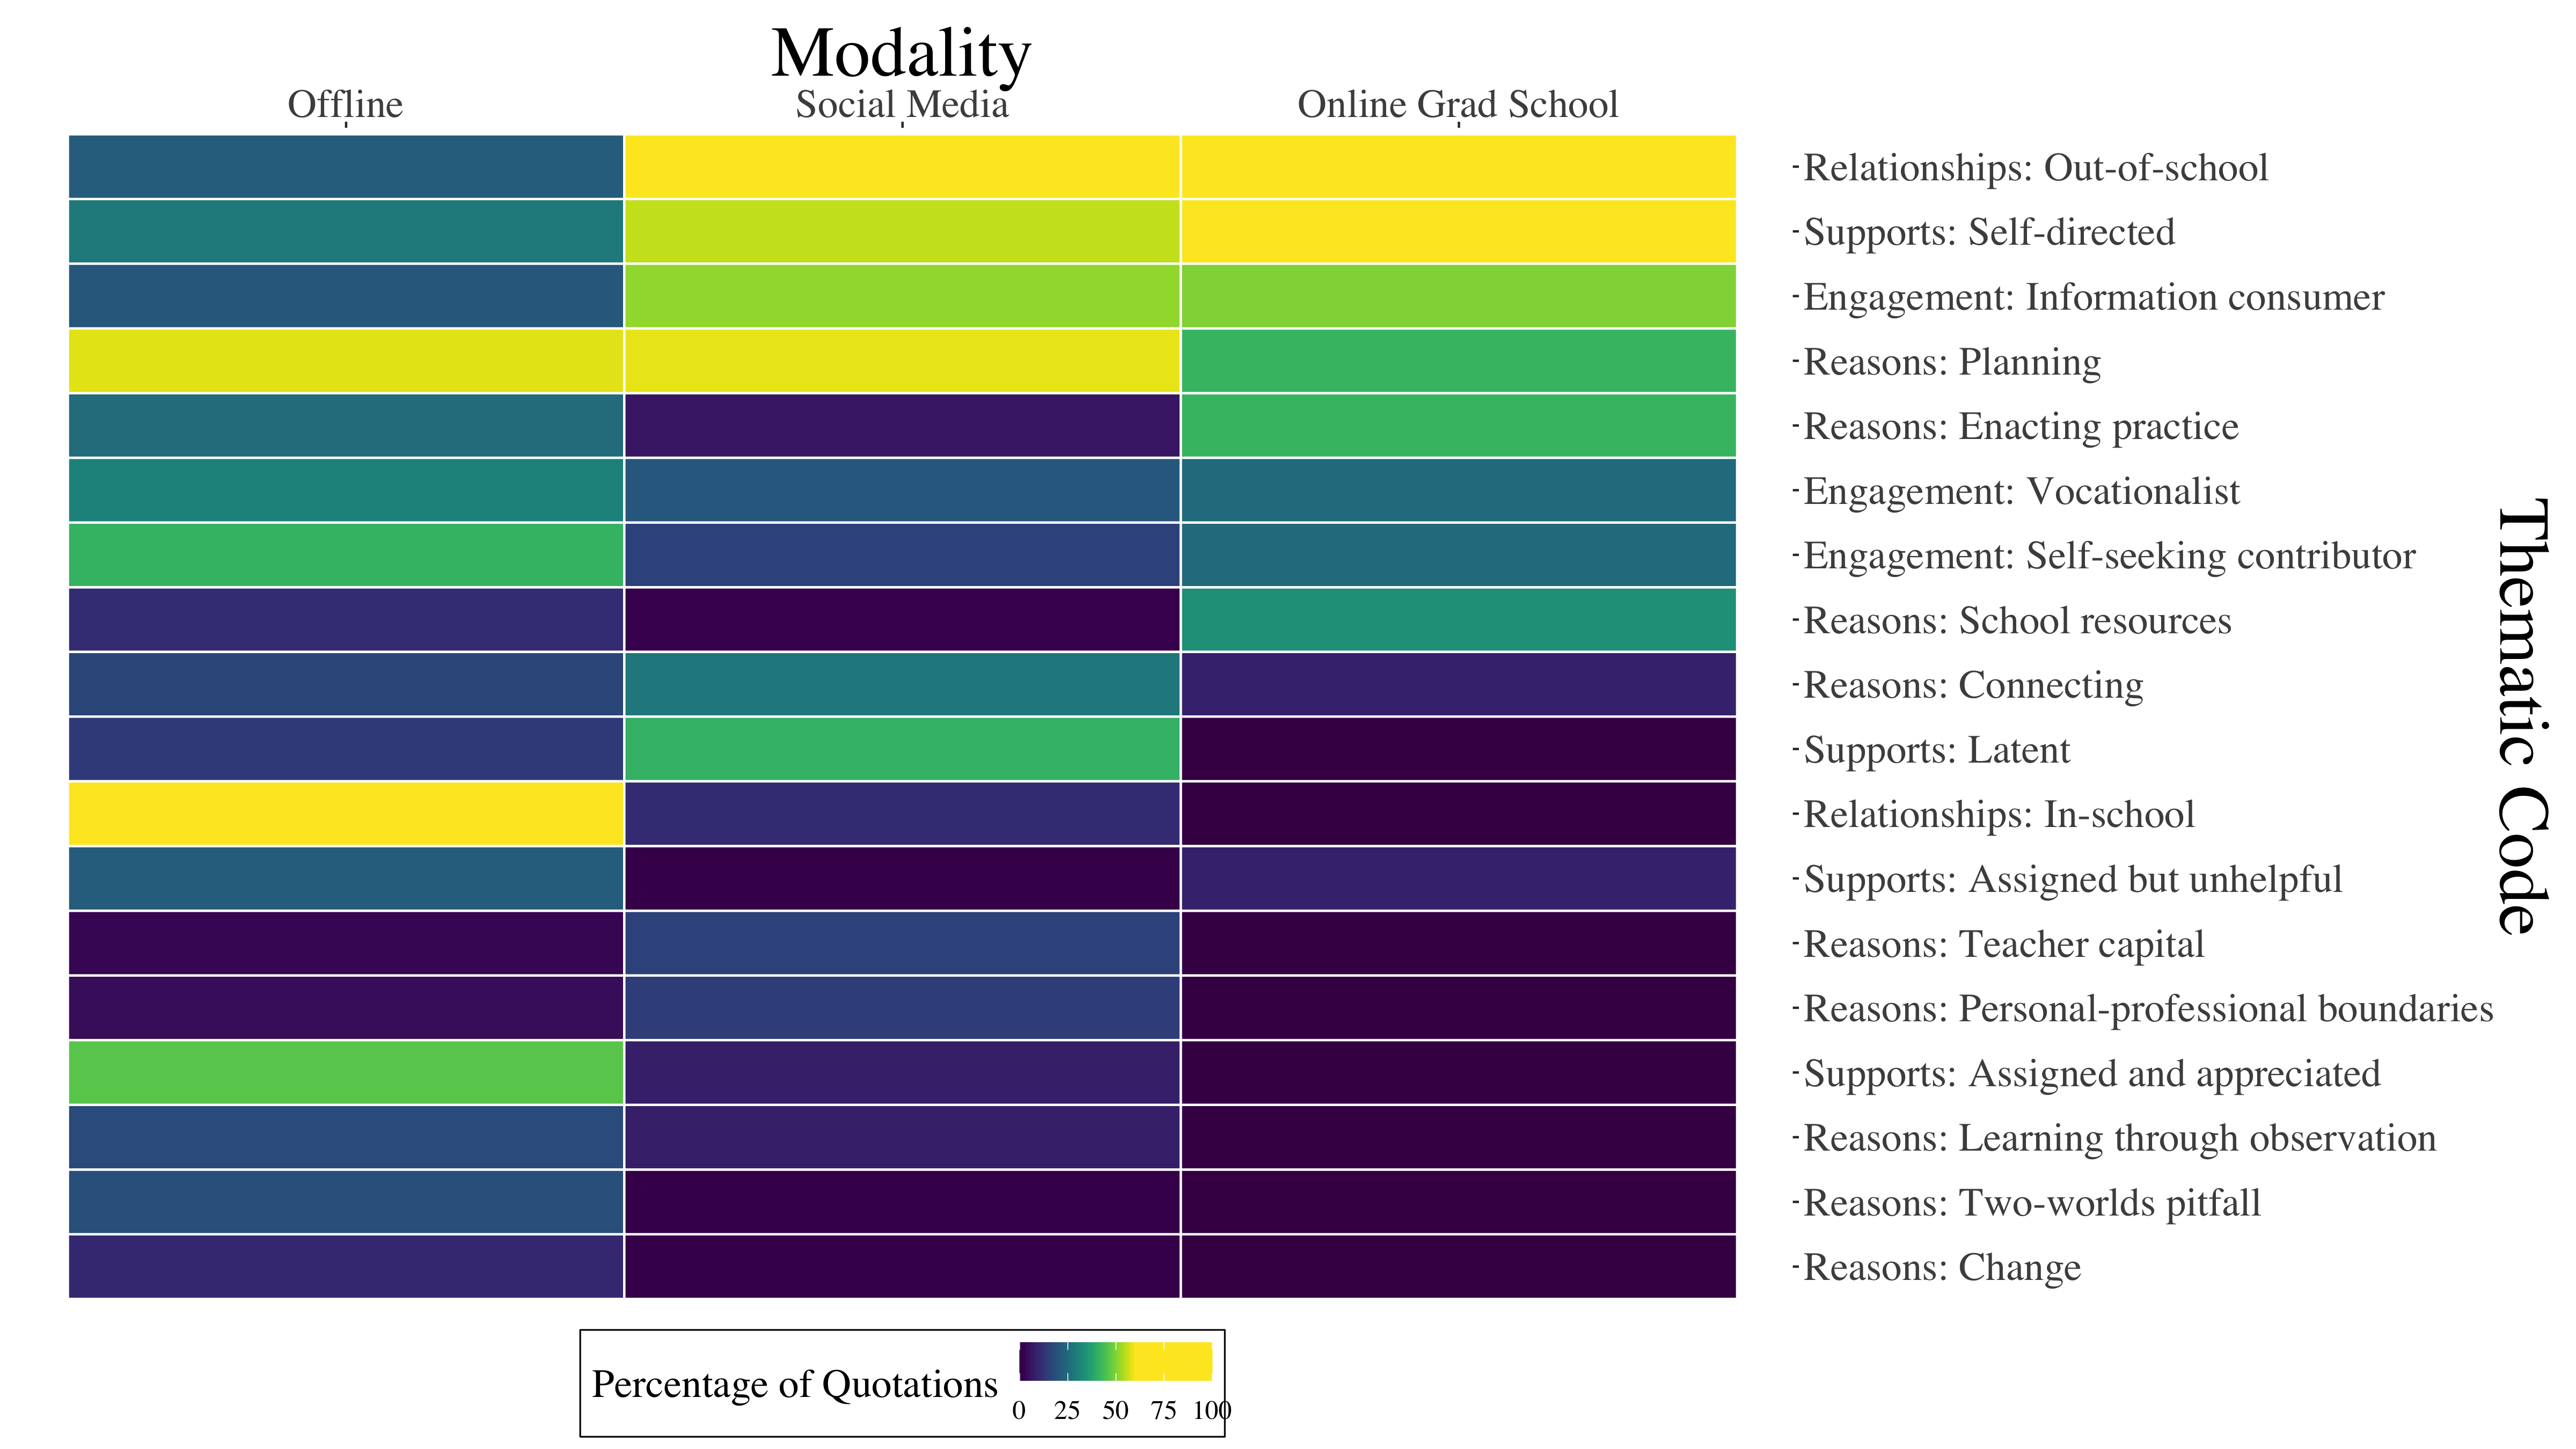 Modality
Offline Social Media Online Grad School
Relationships: Out-of-school
Supports: Self-directed
Engagement: Information consumer
Reasons: Planning
Reasons: Enacting practice
Engagement: Vocationalist
Engagement: Self-seeking contributor
Reasons: School resources
Reasons: Connecting
Supports: Latent
Relationships: In-school
Supports: Assigned but unhelpful
Reasons: Teacher capital
Reasons: Personal-professional boundaries
Supports: Assigned and appreciated
Reasons: Learning through observation
Reasons: Two-worlds pitfall
Reasons: Change
Thematic Code
Percentage of Quotations
0 25 50 75 100